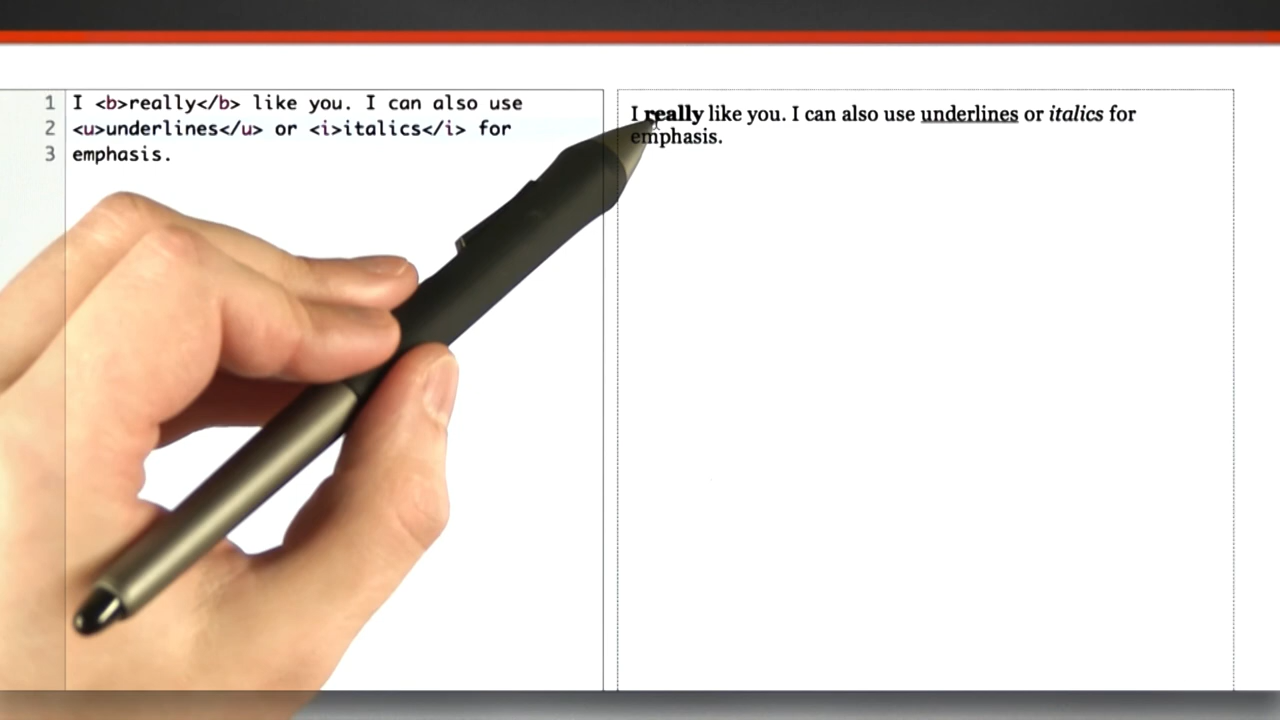 1 I <b>really</b> like you. I can also use
2 <u>underlines</u> or <i>italics</i> for
3 emphasis.
I really like you. I can also use underlines or italics for
emphasis.